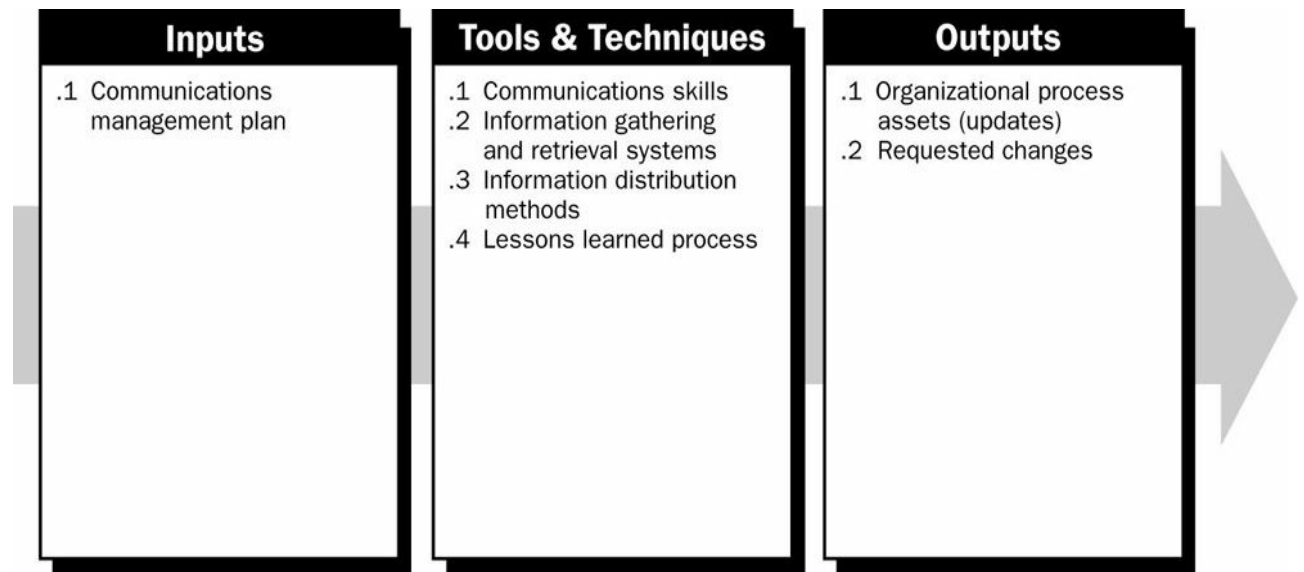 Inputs
.1 Communications
management plan
Tools & Techniques
.1 Communications skills
.2 Information gathering
and retrieval systems
.3 Information distribution
methods
.4 Lessons learned process
Outputs
.1 Organizational process
assets (updates)
.2 Requested changes